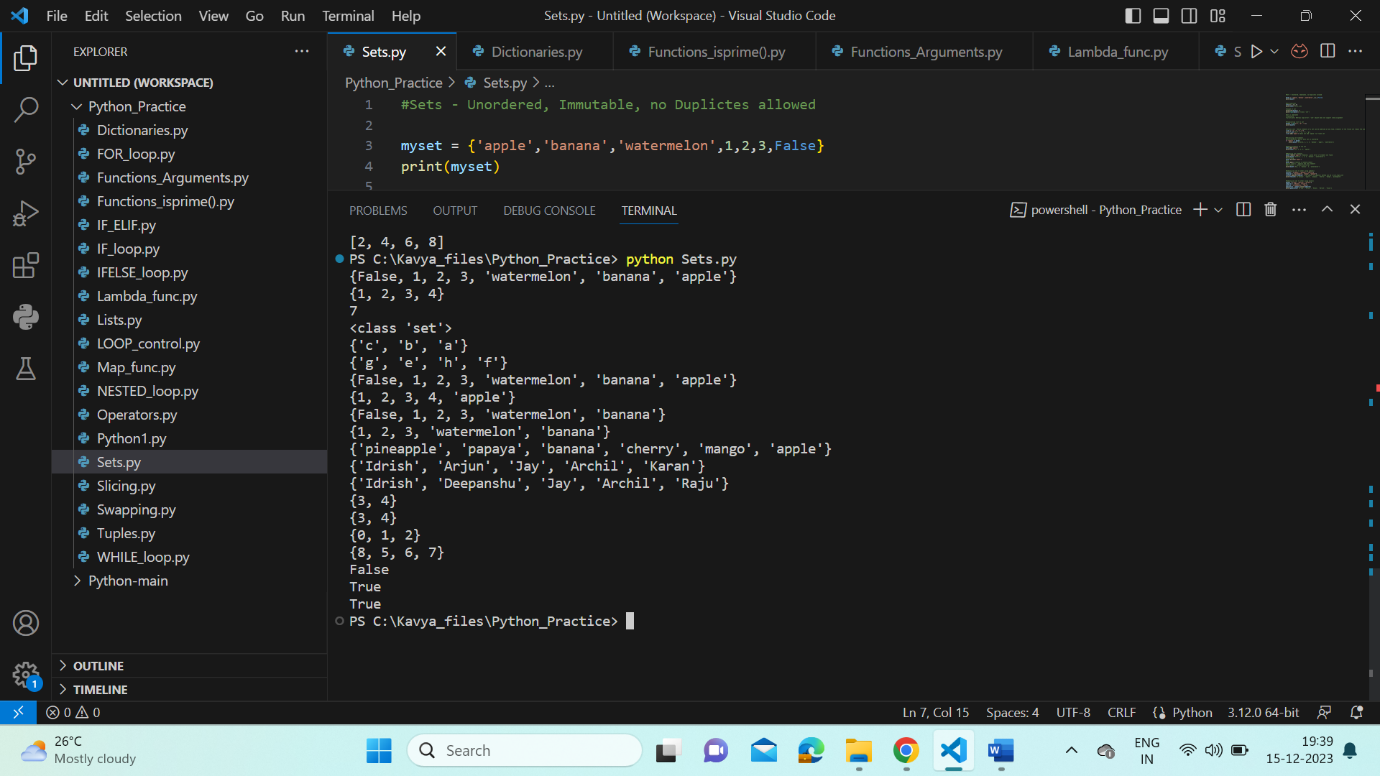 File Edit Selection View Go Run Terminal Help
Sets.py - Untitled (Workspace) - Visual Studio Code
EXPLORER
UNTITLED (WORKSPACE)
Python_Practice
Dictionaries.py
FOR_loop.py
Functions_Arguments.py
Functions_isprime().py
IF_ELIF.py
IF_loop.py
IFELSE_loop.py
Lambda_func.py
Lists.py
LOOP_control.py
Map_func.py
NESTED_loop.py
Operators.py
Python1.py
Sets.py
Slicing.py
Swapping.py
Tuples.py
WHILE_loop.py
Python-main
OUTLINE
TIMELINE
1
Sets.py Dictionaries.py Functions_isprime().py Functions_Arguments.py Lambda_func.py S
Python_Practice > Sets.py > ...
1 #Sets - Unordered, Immutable, no Duplictes allowed
2
3 myset = {'apple','banana','watermelon',1,2,3,False}
4 print(myset)
5
PROBLEMS OUTPUT DEBUG CONSOLE TERMINAL
powershell - Python_Practice
[2, 4, 6, 8]
PS C:\Kavya_files\Python_Practice> python Sets.py
{False, 1, 2, 3, 'watermelon', 'banana', 'apple'}
{1, 2, 3, 4}
7
<class 'set'>
{'c', 'b', 'a'}
{'g', 'e', 'h', 'f'}
{False, 1, 2, 3, 'watermelon', 'banana', 'apple'}
{1, 2, 3, 4, 'apple'}
{False, 1, 2, 3, 'watermelon', 'banana'}
{1, 2, 3, 'watermelon', 'banana'}
{'pineapple', 'papaya', 'banana', 'cherry', 'mango', 'apple'}
{'Idrish', 'Arjun', 'Jay', 'Archil', 'Karan'}
{'Idrish', 'Deepanshu', 'Jay', 'Archil', 'Raju'}
{3, 4}
{3, 4}
{0, 1, 2}
{8, 5, 6, 7}
False
True
True
PS C:\Kavya_files\Python_Practice>
0 0
Ln 7, Col 15 Spaces: 4 UTF-8 CRLF Python 3.12.0 64-bit
26°C
Mostly cloudy
Search
ENG
IN
19:39
15-12-2023